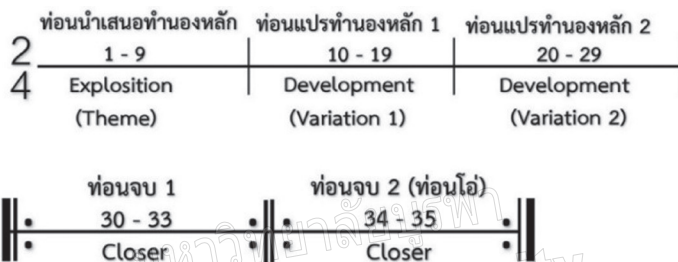 ท่อนนำเสนอทำนองหลัก ท่อนแปรทำนองหลัก 1 ท่อนแปรทำนองหลัก 2
2 1 - 9 10 - 19 20 - 29
4 Explosition Development Development
(Theme) (Variation 1) (Variation 2)
ท่อนจบ 1 ท่อนจบ 2 (ท่อนโอ่)
30 - 33 34 - 35
Closer Closer